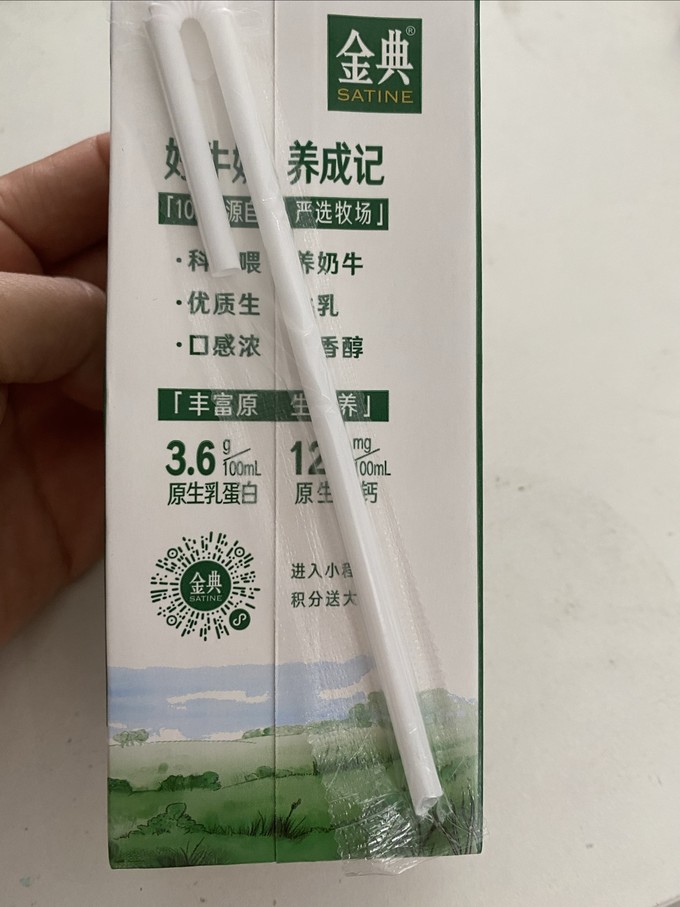 金典®
SATINE
好牛奶 养成记
「10 源自 严选牧场」
·科 喂养奶牛
·优质生 乳
·口感浓 香醇
「丰富原 生 养」
3.6 g/100mL 12 mg/100mL
原生乳蛋白 原生 钙
金典
SATINE
进入小程
积分送大